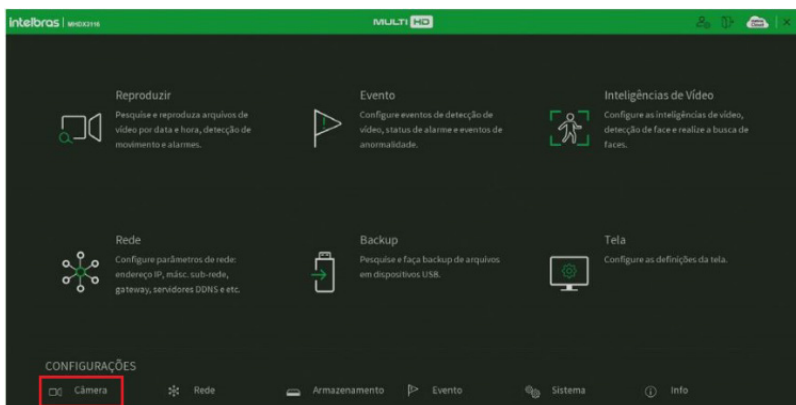 intelbras | MHDX3116
MULTI HD
Reproduzir
Pesquise e reproduza arquivos de
vídeo por data e hora, detecção de
movimento e alarmes.
Evento
Configure eventos de detecção de
vídeo, status de alarme e eventos de
anormalidade.
Inteligências de Vídeo
Configure as inteligências de vídeo,
detecção de face e realize a busca de
faces.
Rede
Configure parâmetros de rede:
endereço IP, másc. sub-rede,
gateway, servidores DDNS e etc.
Backup
Pesquise e faça backup de arquivos
em dispositivos USB.
Tela
Configure as definições da tela.
CONFIGURAÇÕES
Câmera Rede Armazenamento Evento Sistema Info